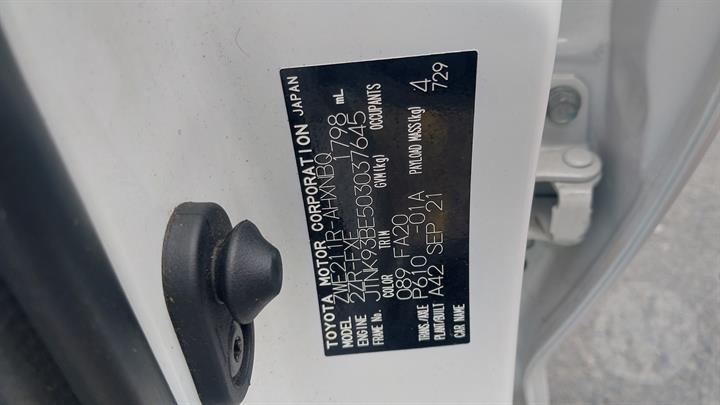 TOYOTA MOTOR CORPORATION JAPAN
MODEL ZWE211R-AHXNBQ
ENGINE 2ZR-FXE 1798 mL
FRAME No. JTNK93BE503037645
COLOR TRIM GVM(kg) OCCUPANTS
089 FA20 4
TRANS./AXLE P610 -01A PAYLOAD MASS(kg) 729
PLANT/BUILT A42 SEP 21
CAR NAME